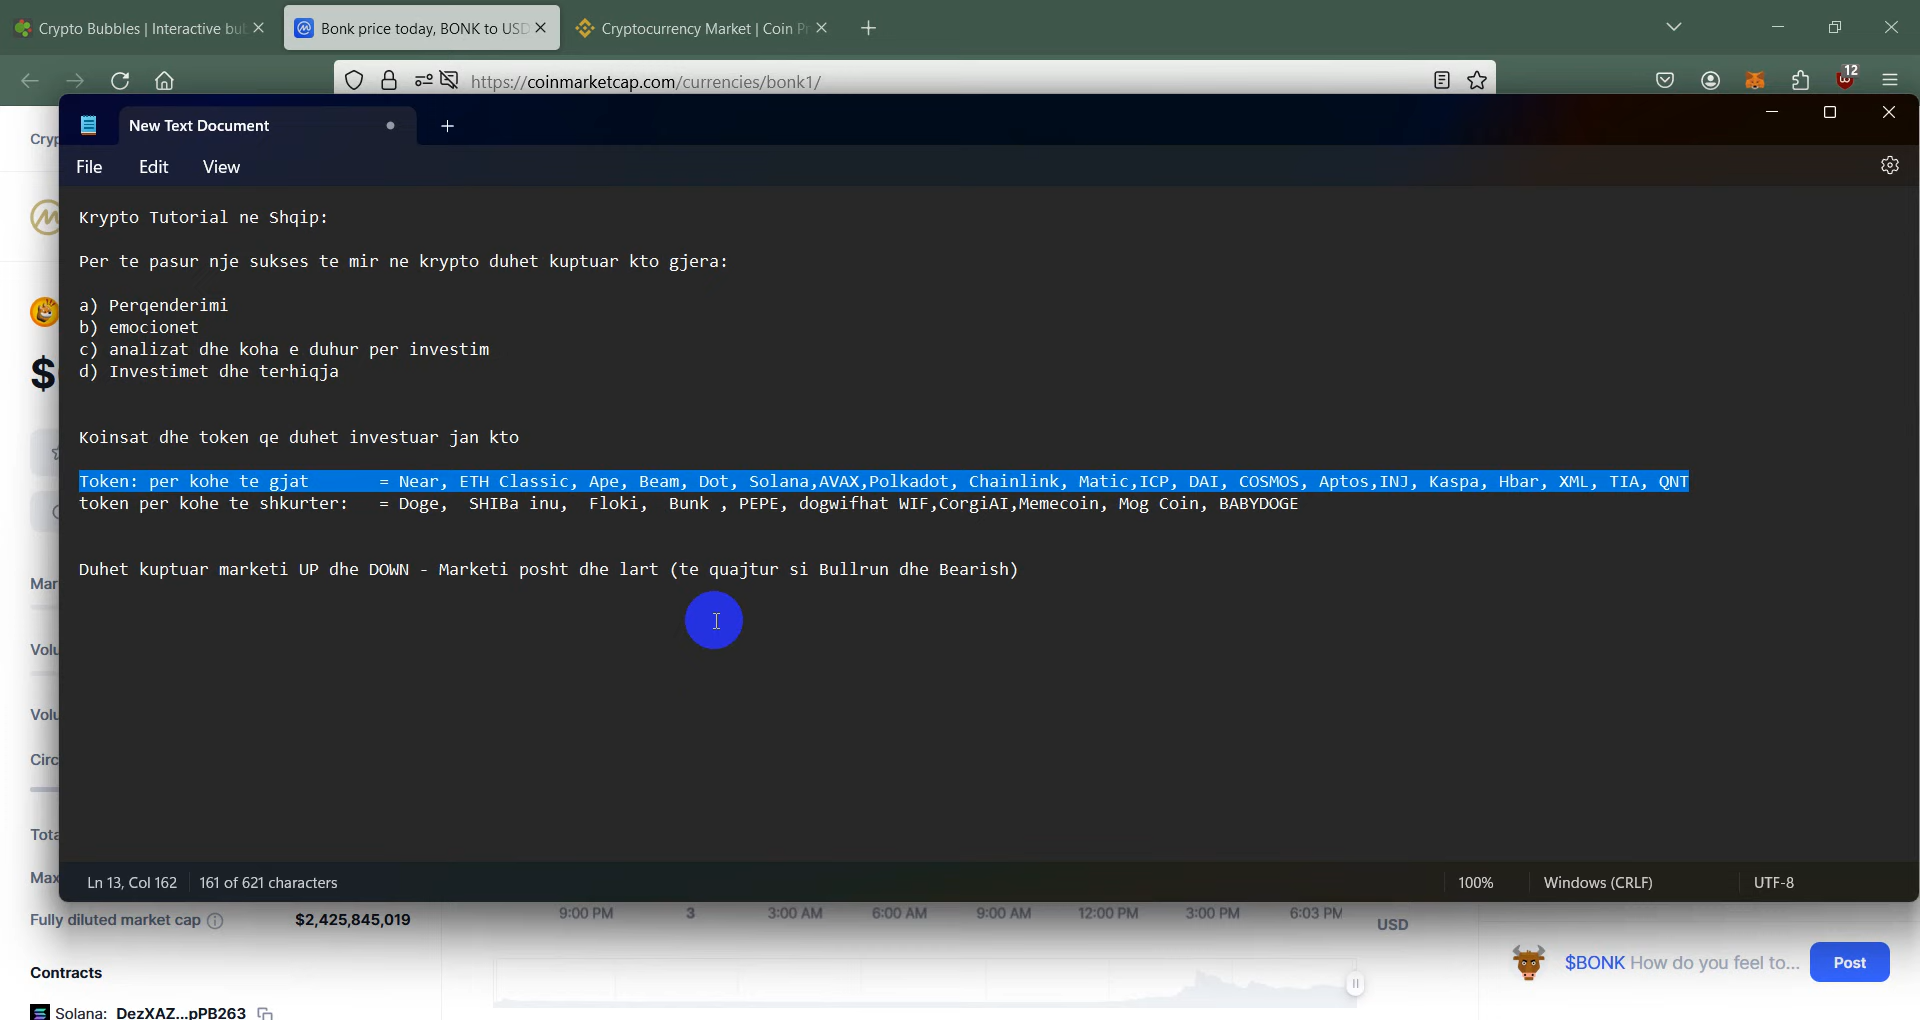 Crypto Bubbles | Interactive bu
Bonk price today, BONK to USD
Cryptocurrency Market | Coin Pr
https://coinmarketcap.com/currencies/bonk1/
12
New Text Document
File Edit View
Krypto Tutorial ne Shqip:
Per te pasur nje sukses te mir ne krypto duhet kuptuar kto gjera:
a) Perqenderimi
b) emocionet
c) analizat dhe koha e duhur per investim
d) Investimet dhe terhiqja
Koinsat dhe token qe duhet investuar jan kto
Token: per kohe te gjat = Near, ETH Classic, Ape, Beam, Dot, Solana,AVAX,Polkadot, Chainlink, Matic,ICP, DAI, COSMOS, Aptos,INJ, Kaspa, Hbar, XML, TIA, QNT
token per kohe te shkurter: = Doge, SHIBa inu, Floki, Bunk , PEPE, dogwifhat WIF,CorgiAI,Memecoin, Mog Coin, BABYDOGE
Duhet kuptuar marketi UP dhe DOWN - Marketi posht dhe lart (te quajtur si Bullrun dhe Bearish)
Ln 13, Col 162 161 of 621 characters 100% Windows (CRLF) UTF-8
9:00 PM 3 3:00 AM 6:00 AM 9:00 AM 12:00 PM 3:00 PM 6:03 PM
USD
Fully diluted market cap $2,425,845,019
$BONK How do you feel to... Post
Contracts
Solana: DezXAZ...pPB263